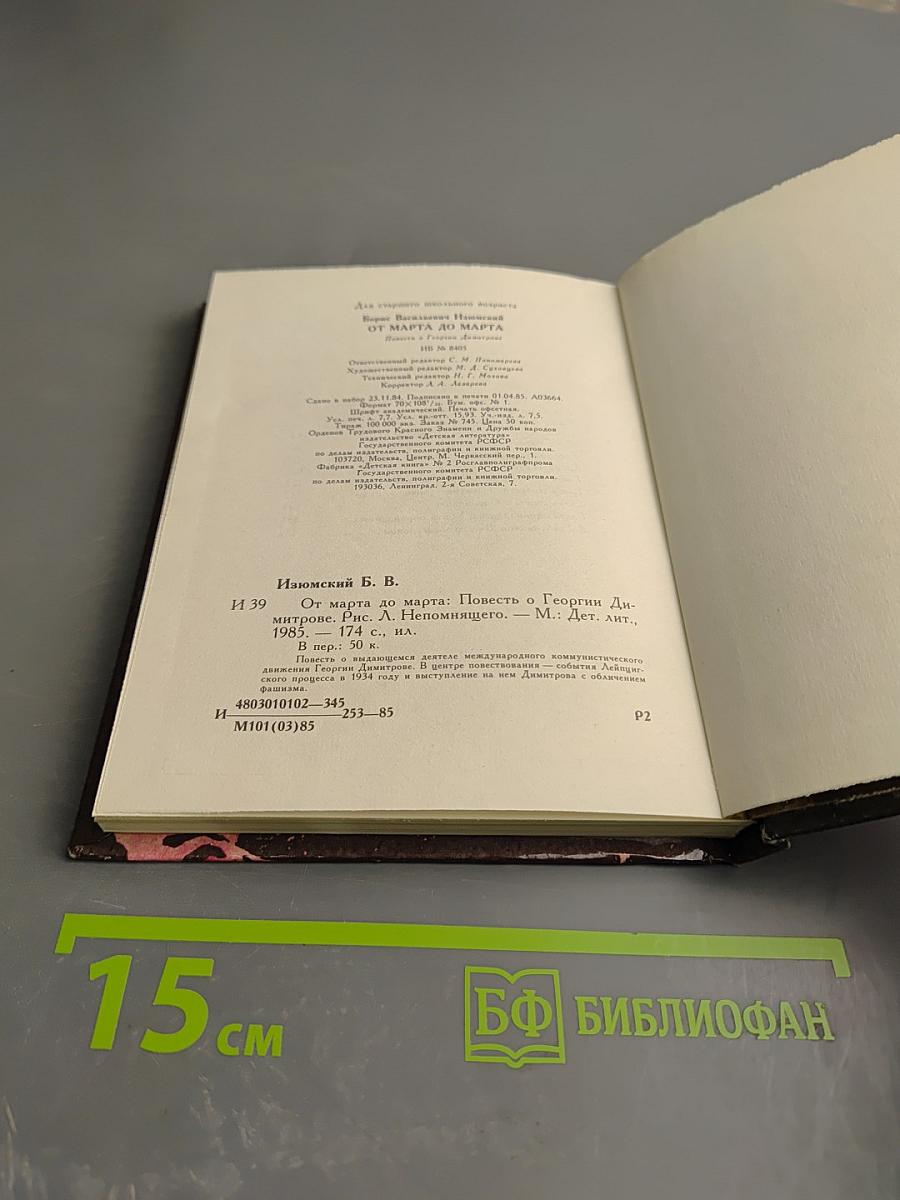 Для старшего школьного возраста
Борис Васильевич Изюмский
ОТ МАРТА ДО МАРТА
Повесть о Георгии Димитрове
ИБ № 8405
Ответственный редактор С. М. Пономарева
Художественный редактор М. Д. Суховцева
Технический редактор Н. Г. Мохова
Корректор Л. А. Лазарева
Сдано в набор 23.11.84. Подписано к печати 01.04.85. А03664.
Формат 70×108¹/₃₂. Бум. офс. № 1.
Шрифт академический. Печать офсетная.
Усл. печ. л. 7,7. Усл. кр.-отт. 15,93. Уч.-изд. л. 7,5.
Тираж 100 000 экз. Заказ № 745. Цена 50 коп.
Орденов Трудового Красного Знамени и Дружбы народов
издательство «Детская литература»
Государственного комитета РСФСР
по делам издательств, полиграфии и книжной торговли.
103720, Москва, Центр, М. Черкасский пер., 1.
Фабрика «Детская книга» № 2 Росглавполиграфпрома
Государственного комитета РСФСР
по делам издательств, полиграфии и книжной торговли.
193036, Ленинград, 2-я Советская, 7.
Изюмский Б. В.
И 39 От марта до марта: Повесть о Георгии Ди-
митрове. Рис. Л. Непомнящего. — М.: Дет. лит.,
1985. — 174 с., ил.
В пер.: 50 к.
Повесть о выдающемся деятеле международного коммунистического
движения Георгии Димитрове. В центре повествования — события Лейпциг-
ского процесса в 1934 году и выступление на нем Димитрова с обличением
фашизма.
4803010102—345
И————253—85
М101(03)85
Р2
15 см
БФ БИБЛИОФАН